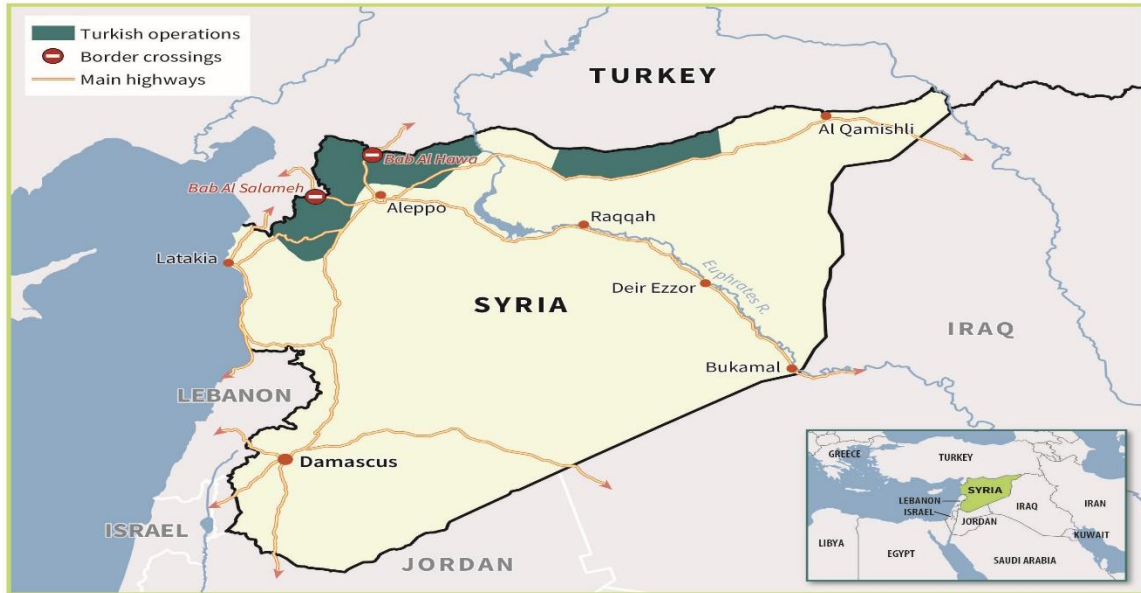 Turkish operations
Border crossings
Main highways
TURKEY
Al Qamishli
Bab Al Hawa
Bab Al Salameh
Aleppo
Raqqah
Latakia
Euphrates R.
Deir Ezzor
SYRIA
IRAQ
Bukamal
LEBANON
Damascus
ISRAEL
JORDAN
GREECE
TURKEY
SYRIA
LEBANON
ISRAEL
IRAQ
IRAN
JORDAN
KUWAIT
LIBYA
EGYPT
SAUDI ARABIA